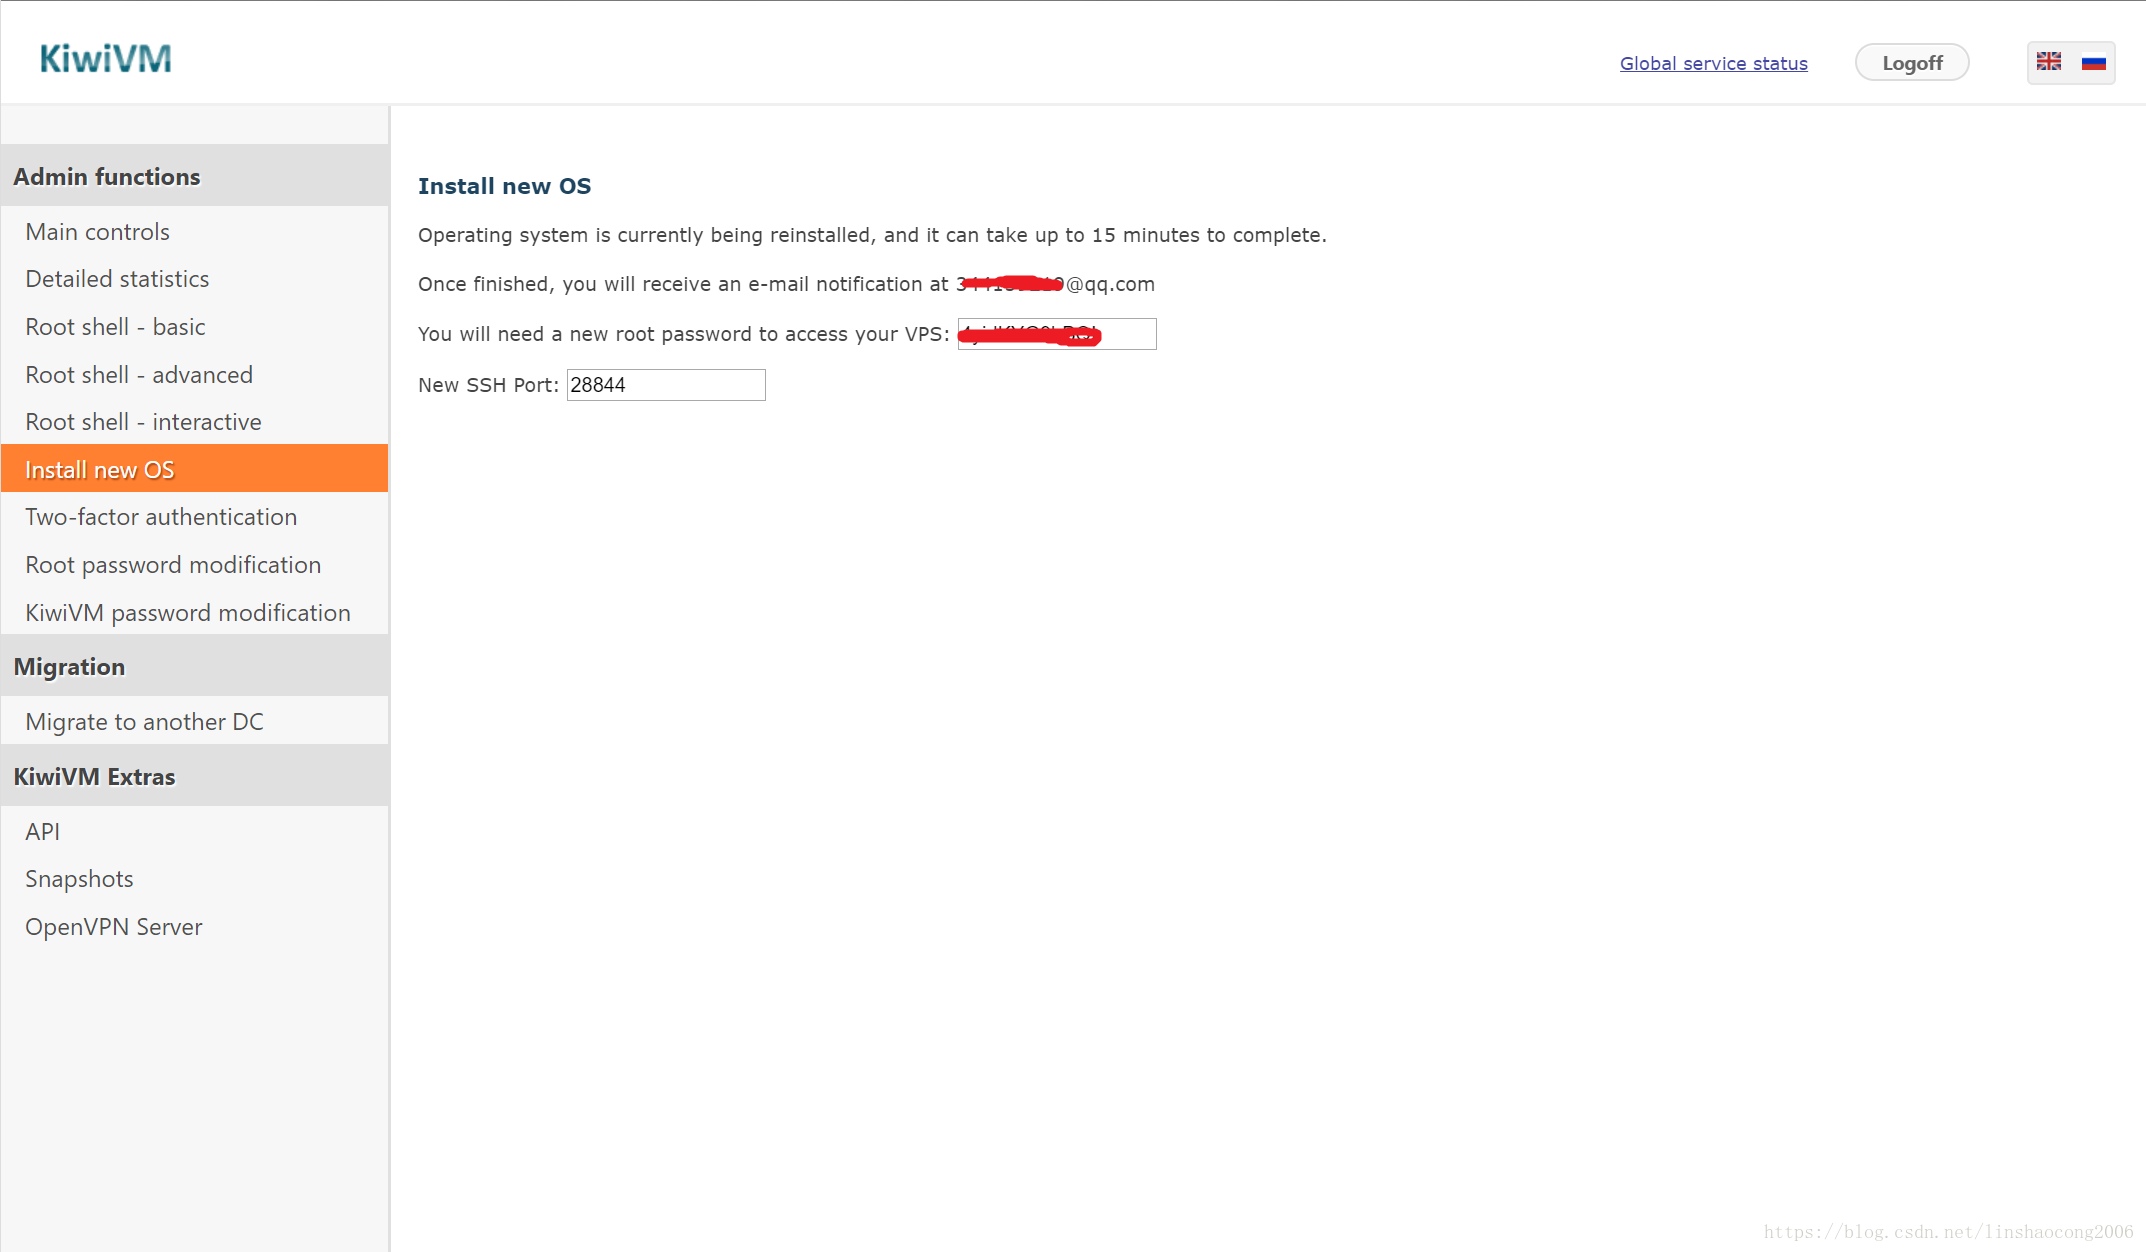 KiwiVM
Global service status
Logoff
Admin functions
Main controls
Detailed statistics
Root shell - basic
Root shell - advanced
Root shell - interactive
Install new OS
Two-factor authentication
Root password modification
KiwiVM password modification
Migration
Migrate to another DC
KiwiVM Extras
API
Snapshots
OpenVPN Server
Install new OS
Operating system is currently being reinstalled, and it can take up to 15 minutes to complete.
Once finished, you will receive an e-mail notification at @qq.com
You will need a new root password to access your VPS:
New SSH Port: 28844
https://blog.csdn.net/linshaocong2006